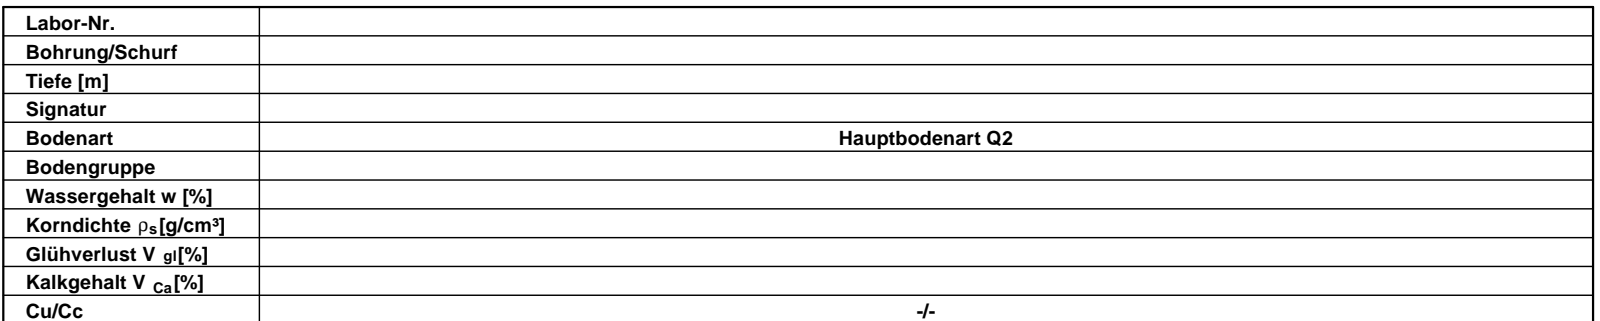 Labor-Nr.
Bohrung/Schurf
Tiefe [m]
Signatur
Bodenart Hauptbodenart Q2
Bodengruppe
Wassergehalt w [%]
Korndichte ρs[g/cm³]
Glühverlust V gl[%]
Kalkgehalt V Ca[%]
Cu/Cc -/-